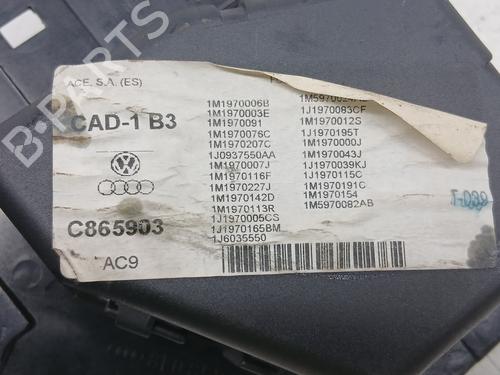 B-PARTS
ACE, S.A. (ES)
CAD-1 B3
C865903
AC9
1M1970006B
1M1970003E
1M1970091
1M1970076C
1M1970207C
1J0937550AA
1M1970007J
1M1970116F
1M1970227J
1M1970142D
1M1970113R
1J1970005CS
1J1970165BM
1J6035550
1J1970083CF
1M1970012S
1J1970195T
1M1970000J
1M1970043J
1J1970039KJ
1J1970115C
1M1970191C
1M1970154
1M5970082AB